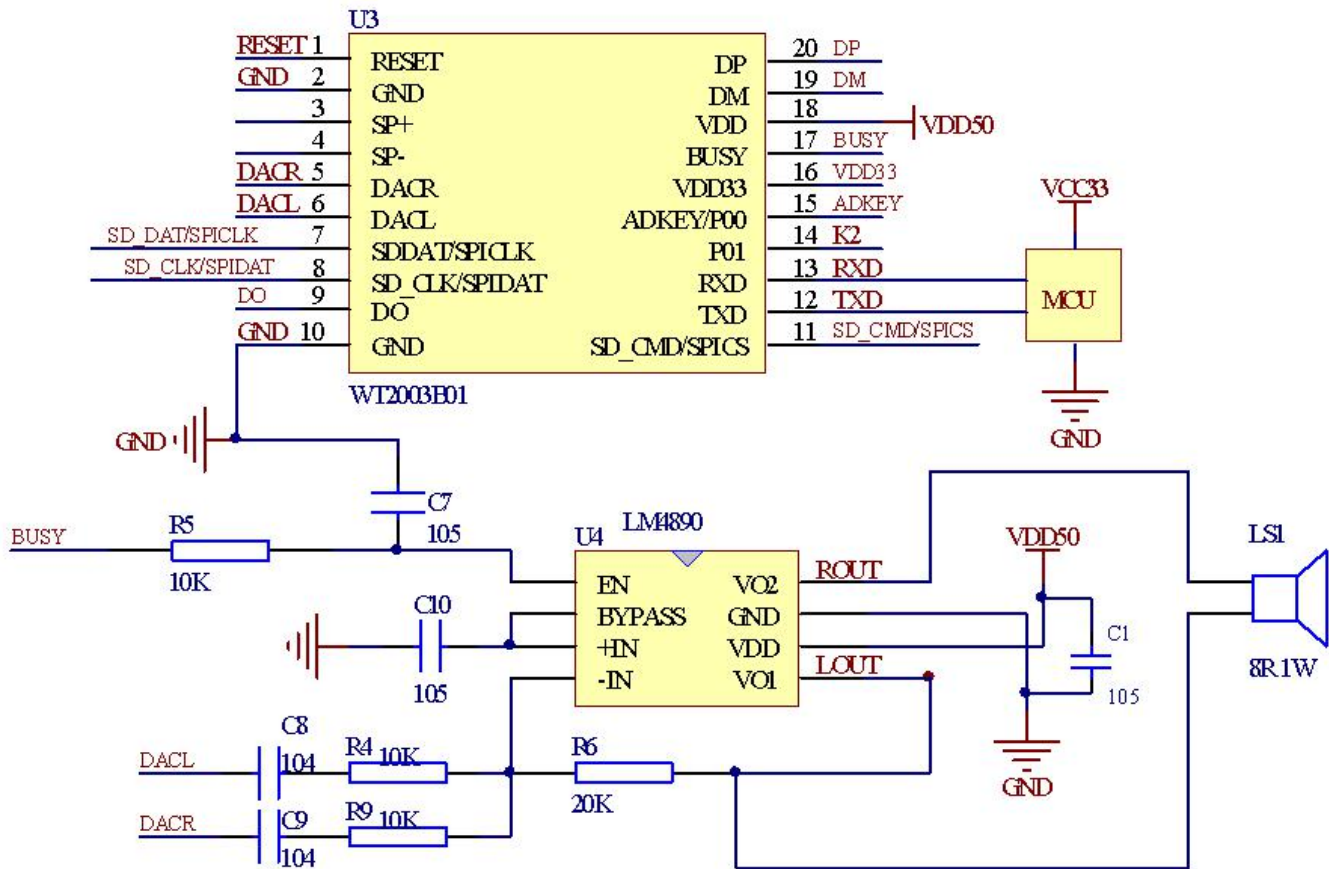 U3
RESET 1
GND 2
3
4
DACR 5
DACL 6
SD_DAT/SPICLK 7
SD_CLK/SPIDAT 8
DO 9
GND 10
RESET
GND
SP+
SP-
DACR
DACL
SDDAT/SPICLK
SD_CLK/SPIDAT
DO
GND
DP
DM
VDD
BUSY
VDD33
ADKEY/P00
P01
RXD
TXD
SD_CMD/SPICS
20 DP
19 DM
18 VDD50
17 BUSY
16 VDD33
15 ADKEY
14 K2
13 RXD
12 TXD
11 SD_CMD/SPICS
WT2003B01
VCC33
MCU
GND
GND
C7
105
BUSY
R5
10K
U4
LM4890
EN
BYPASS
+IN
-IN
VO2
GND
VDD
VO1
ROUT
LOUT
VDD50
C1
105
GND
LS1
8R 1W
C10
105
DACL
C8
104
R4
10K
R6
20K
DACR
C9
104
R9
10K